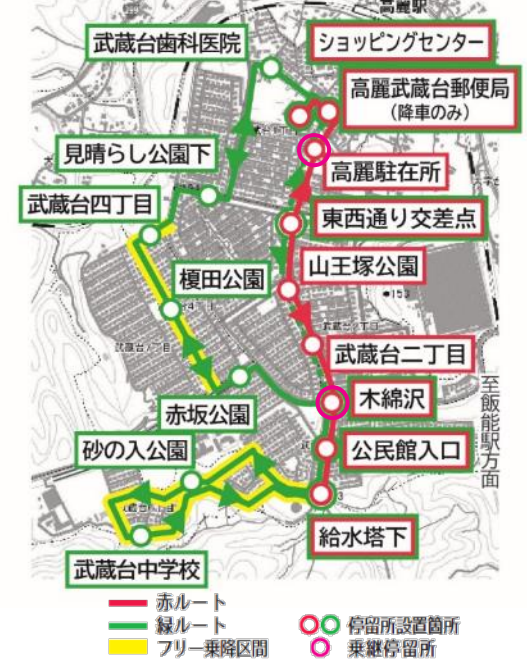 高麗駅
武蔵台歯科医院
ショッピングセンター
高麗武蔵台郵便局
(降車のみ)
見晴らし公園下
高麗駐在所
武蔵台四丁目
東西通り交差点
榎田公園
山王塚公園
・153
武蔵台二丁目
赤坂公園
木綿沢
至飯能駅方面
砂の入公園
公民館入口
給水塔下
武蔵台中学校
赤ルート
緑ルート
停留所設置箇所
フリー乗降区間
乗継停留所